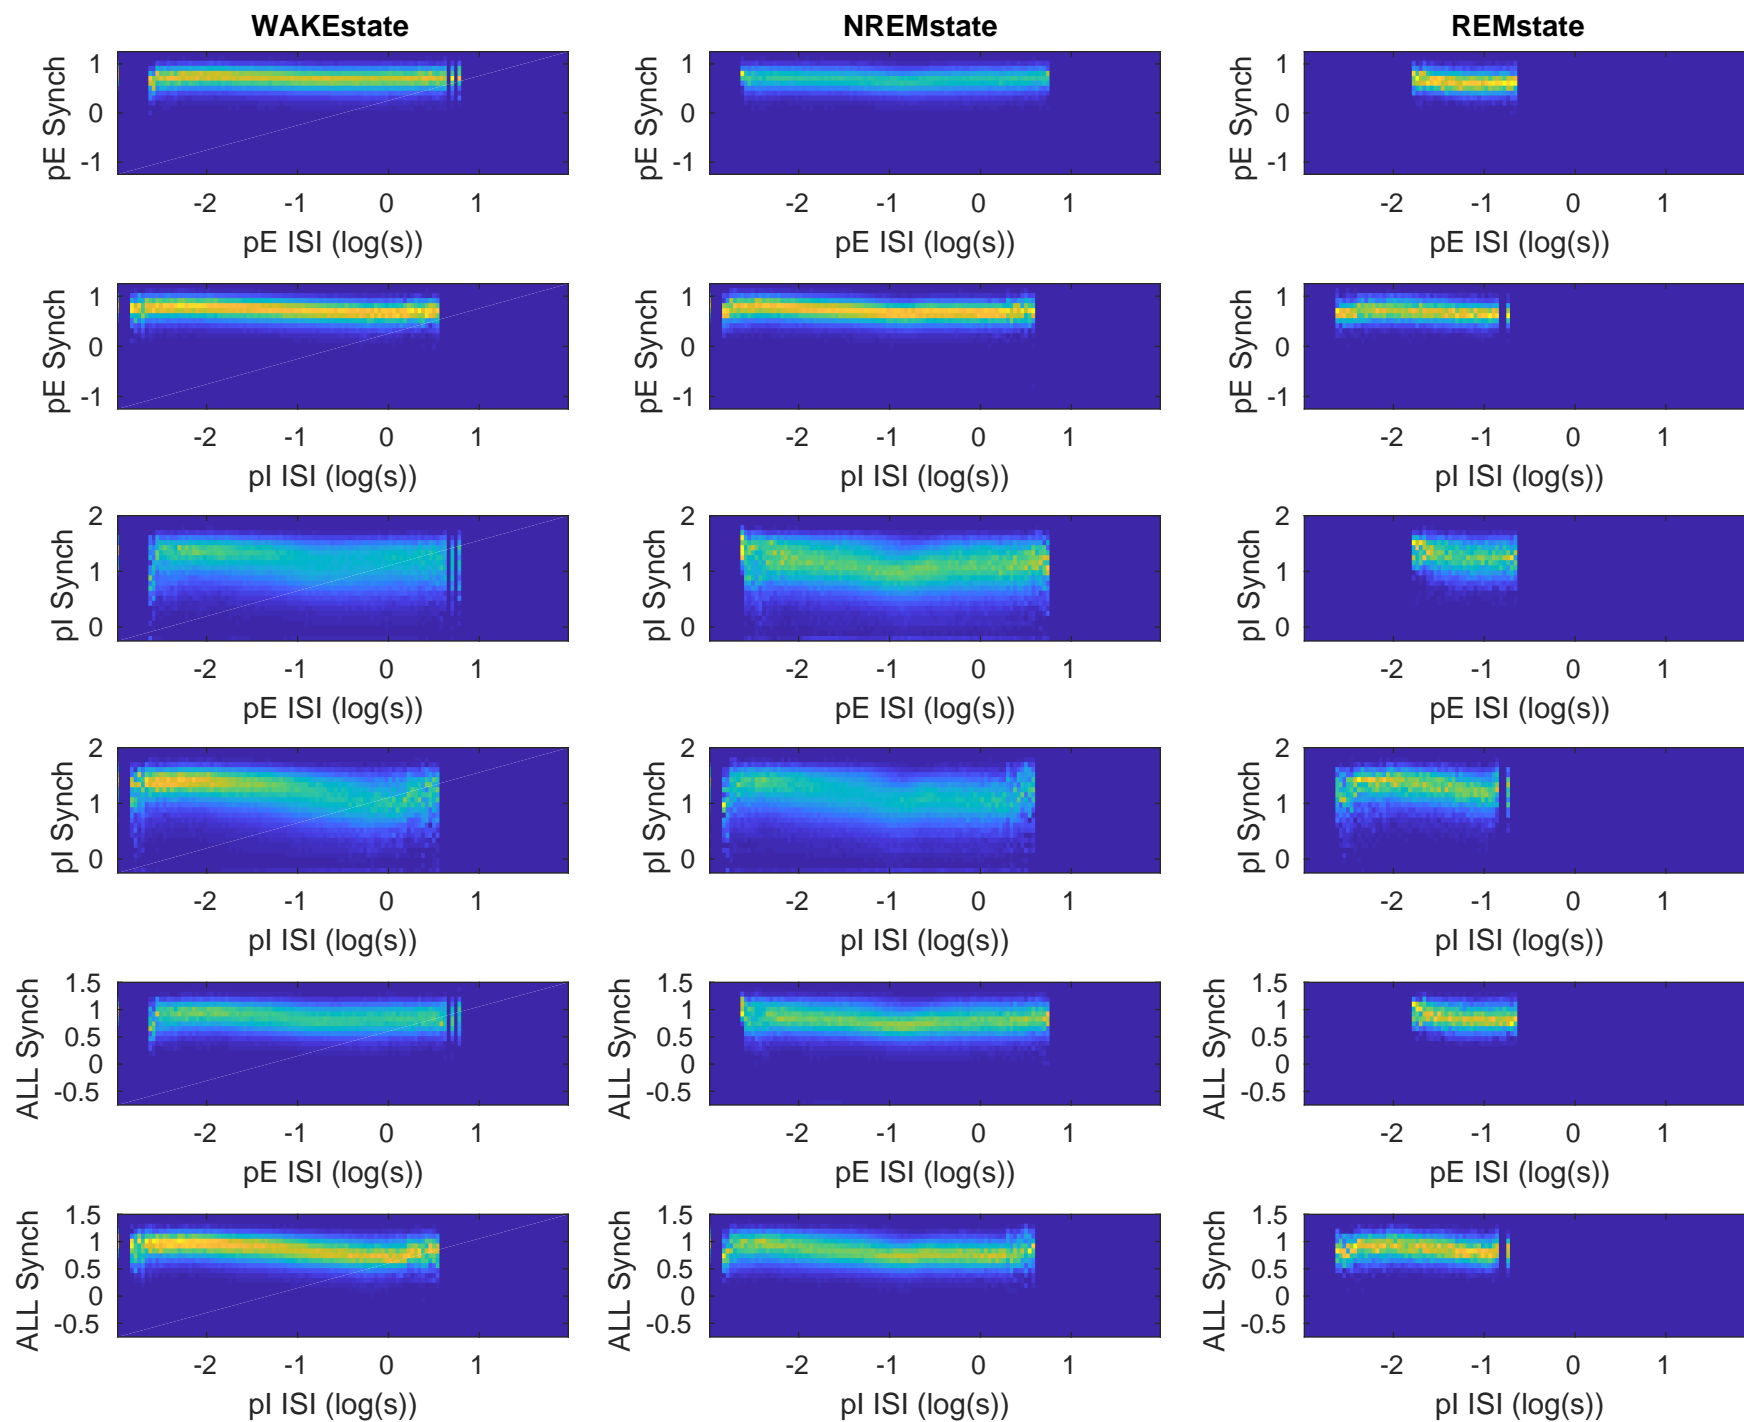 WAKEstate NREMstate REMstate
1 1 1
pE Synch pE Synch pE Synch
0 0 0
-1 -1 -1
-2 -1 0 1 -2 -1 0 1 -2 -1 0 1
pE ISI (log(s)) pE ISI (log(s)) pE ISI (log(s))
1 1 1
pE Synch pE Synch pE Synch
0 0 0
-1 -1 -1
-2 -1 0 1 -2 -1 0 1 -2 -1 0 1
pI ISI (log(s)) pI ISI (log(s)) pI ISI (log(s))
2 2 2
pI Synch pI Synch pI Synch
1 1 1
0 0 0
-2 -1 0 1 -2 -1 0 1 -2 -1 0 1
pE ISI (log(s)) pE ISI (log(s)) pE ISI (log(s))
2 2 2
pI Synch pI Synch pI Synch
1 1 1
0 0 0
-2 -1 0 1 -2 -1 0 1 -2 -1 0 1
pI ISI (log(s)) pI ISI (log(s)) pI ISI (log(s))
1.5 1.5 1.5
ALL Synch ALL Synch ALL Synch
1 1 1
0.5 0.5 0.5
0 0 0
-0.5 -0.5 -0.5
-2 -1 0 1 -2 -1 0 1 -2 -1 0 1
pE ISI (log(s)) pE ISI (log(s)) pE ISI (log(s))
1.5 1.5 1.5
ALL Synch ALL Synch ALL Synch
1 1 1
0.5 0.5 0.5
0 0 0
-0.5 -0.5 -0.5
-2 -1 0 1 -2 -1 0 1 -2 -1 0 1
pI ISI (log(s)) pI ISI (log(s)) pI ISI (log(s))